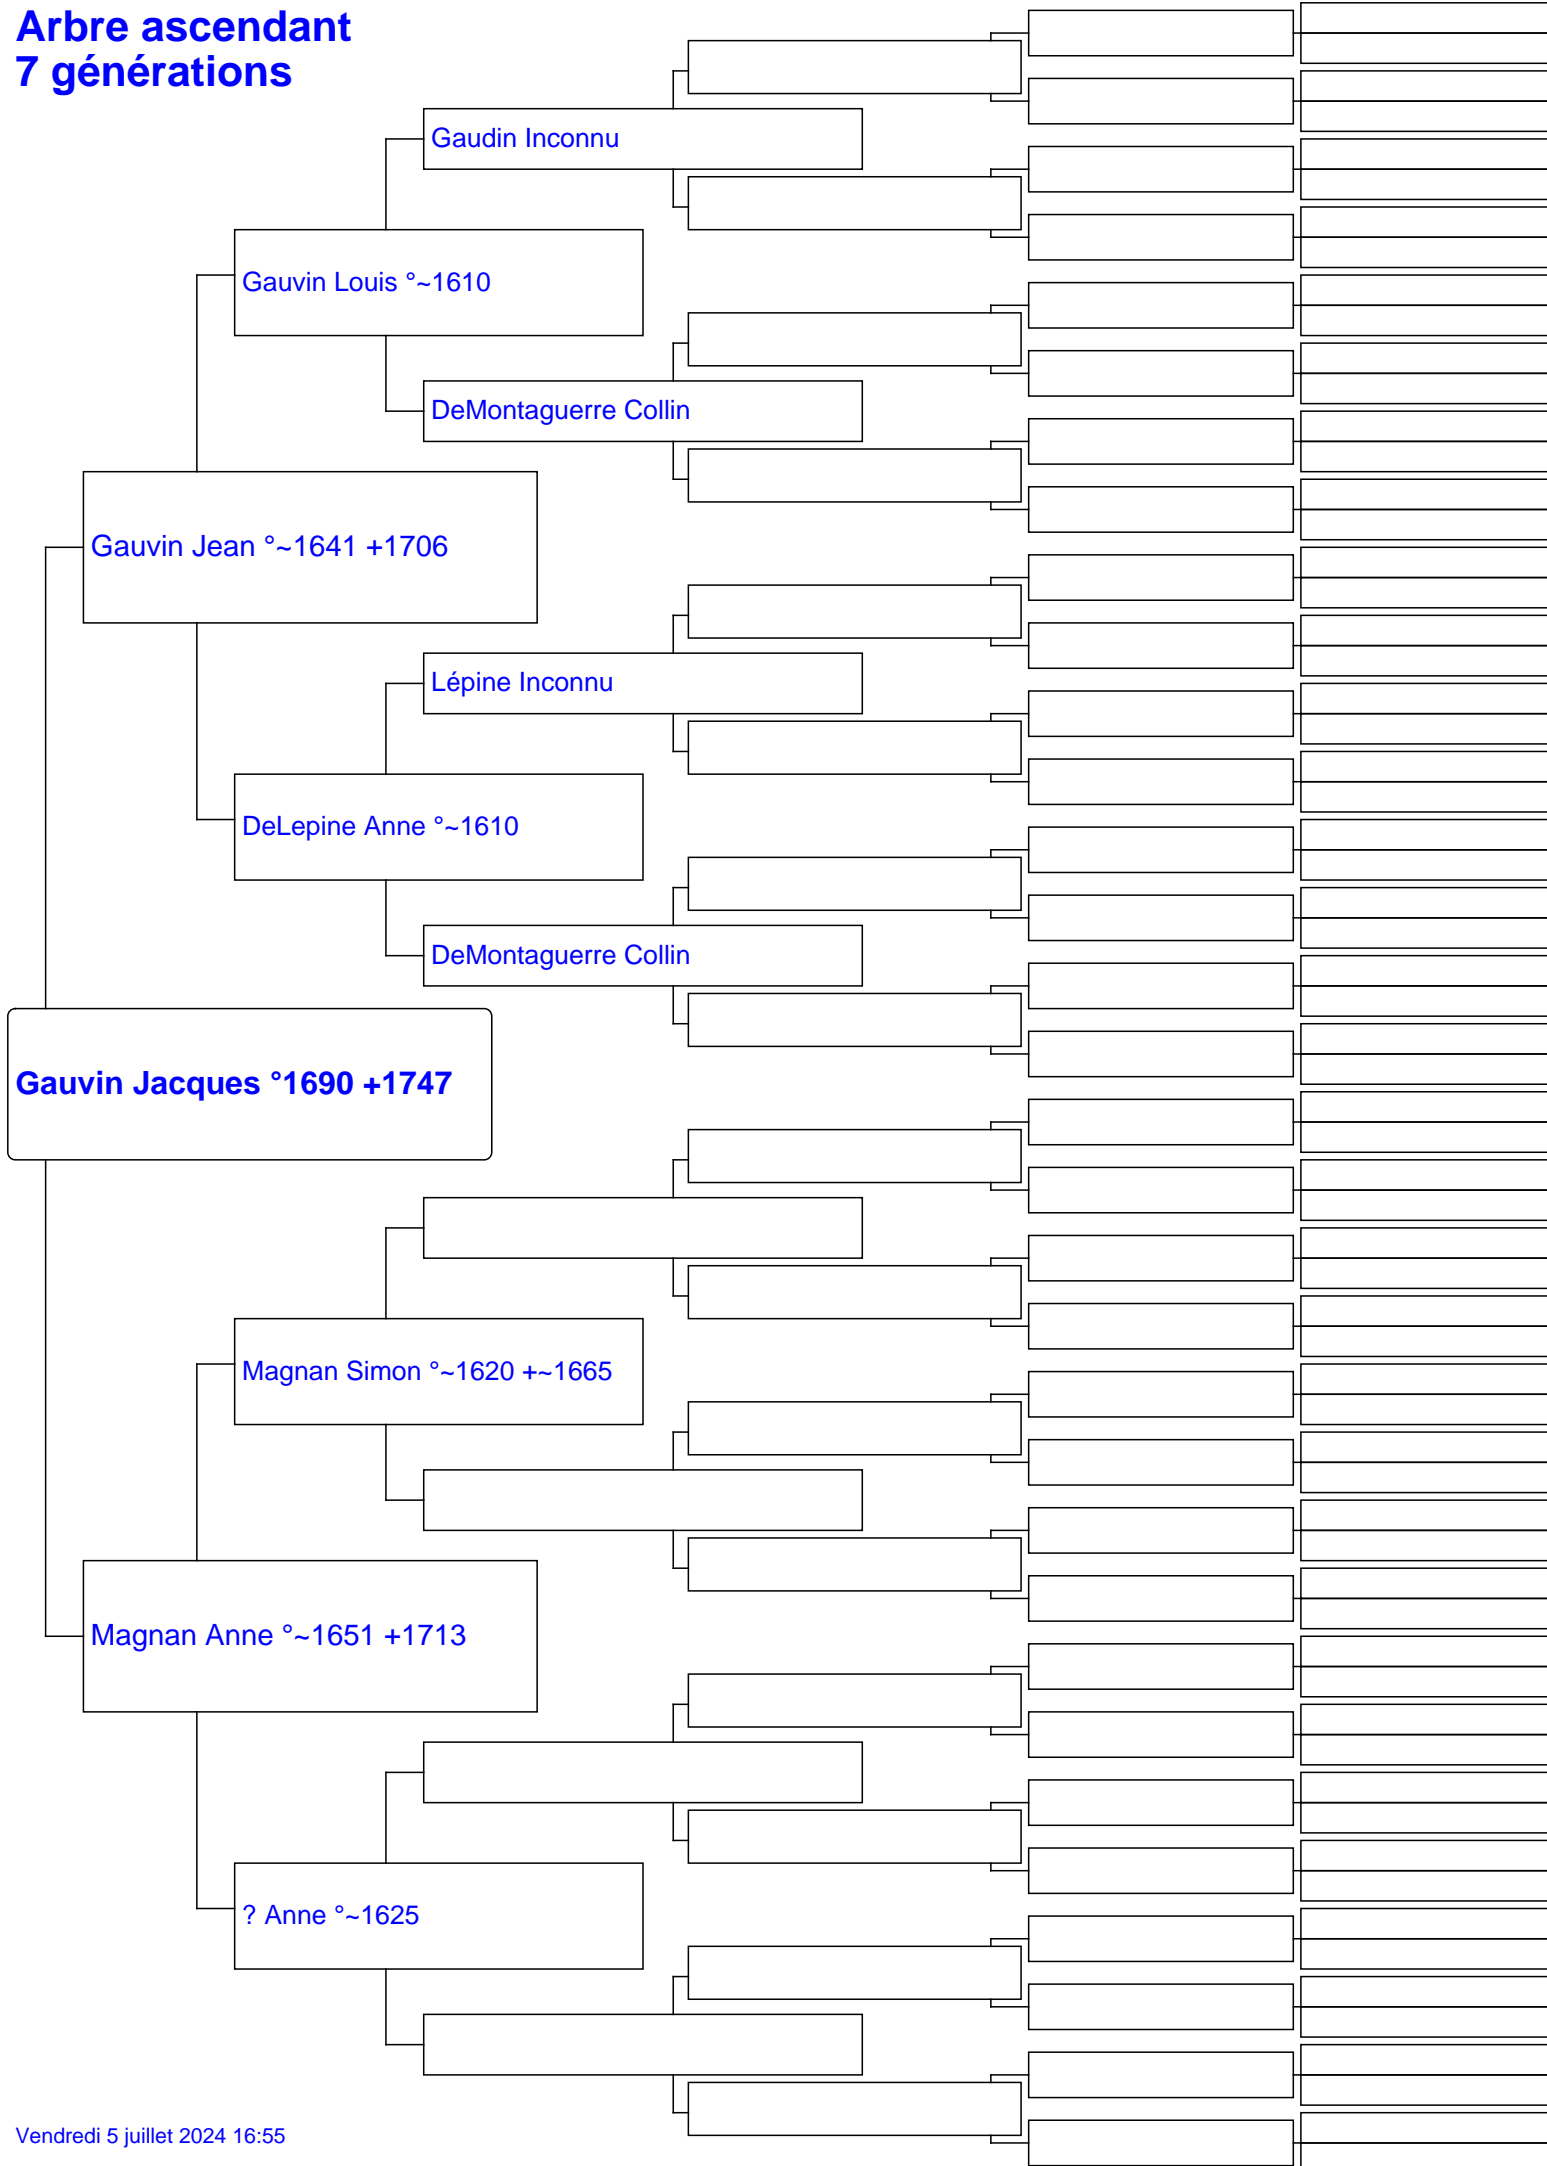 Arbre ascendant
7 générations
Gaudin Inconnu
Gauvin Louis °~1610
DeMontaguerre Collin
Gauvin Jean °~1641 +1706
Lépine Inconnu
DeLepine Anne °~1610
DeMontaguerre Collin
Gauvin Jacques °1690 +1747
Magnan Simon °~1620 +~1665
Magnan Anne °~1651 +1713
? Anne °~1625
Vendredi 5 juillet 2024 16:55